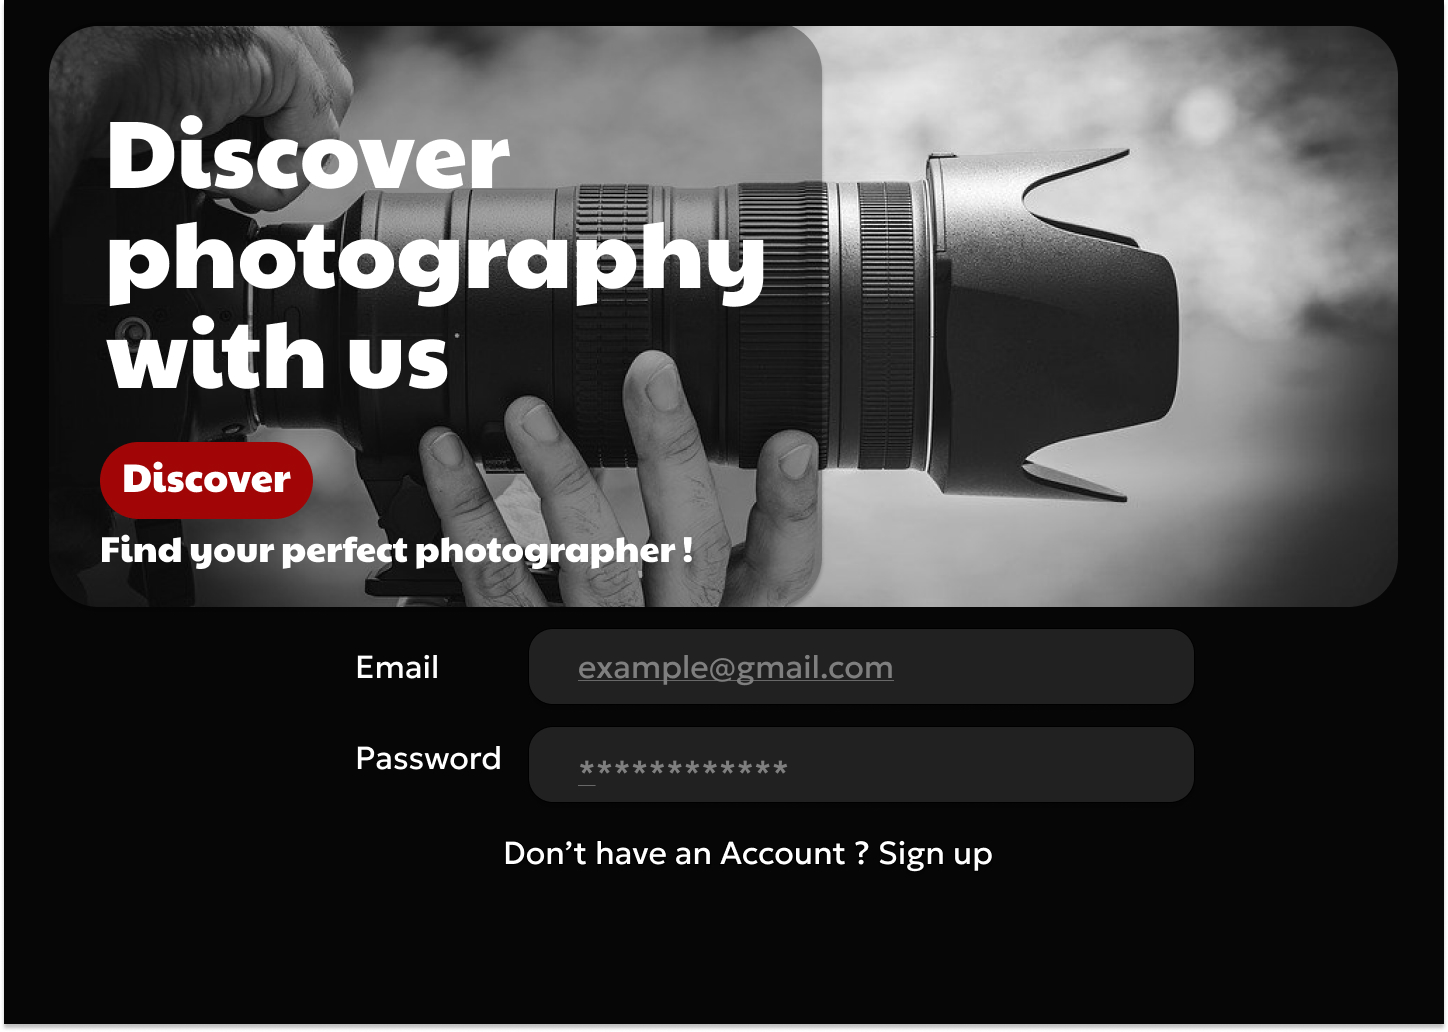 Discover
photography
with us
Discover
Find your perfect photographer !
Email
example@gmail.com
Password
************
Don’t have an Account ? Sign up